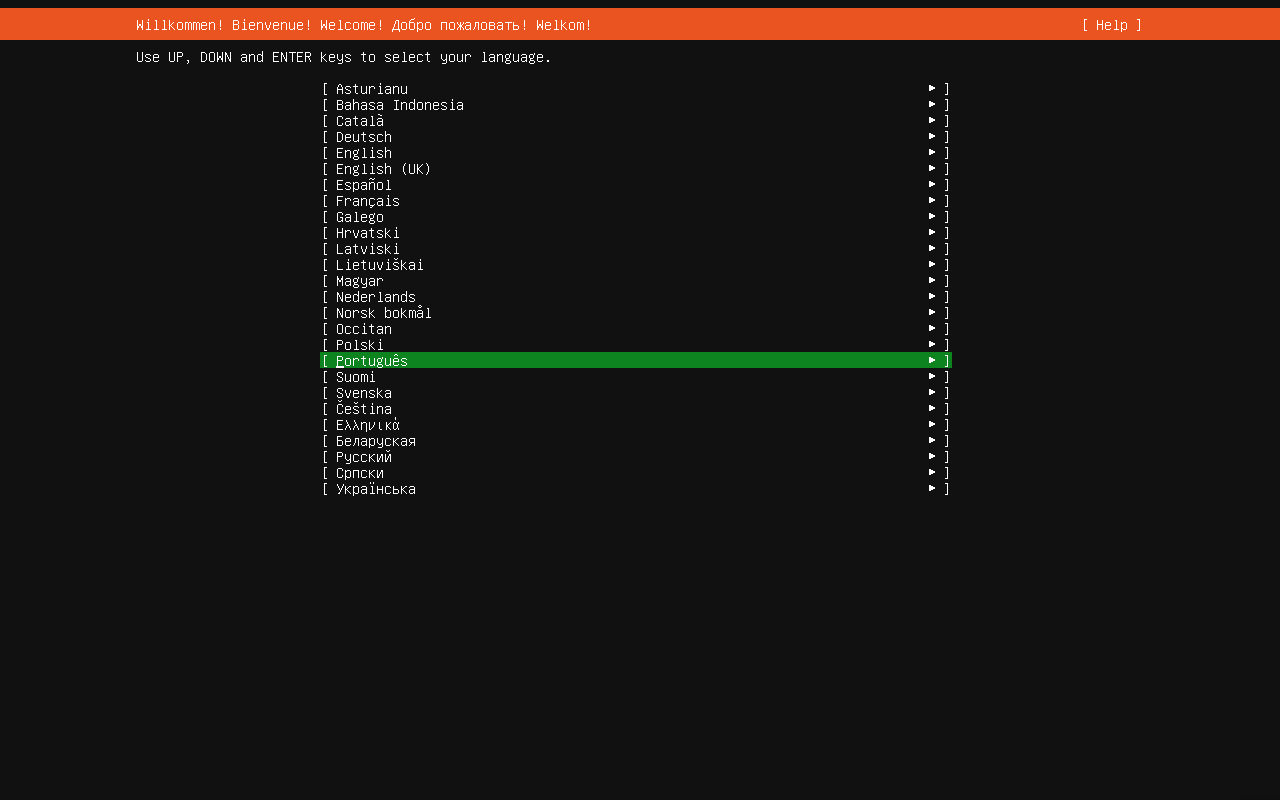 Willkommen! Bienvenue! Welcome! Добро пожаловать! Welkom! [ Help ]
Use UP, DOWN and ENTER keys to select your language.
[ Asturianu ▸ ]
[ Bahasa Indonesia ▸ ]
[ Català ▸ ]
[ Deutsch ▸ ]
[ English ▸ ]
[ English (UK) ▸ ]
[ Español ▸ ]
[ Français ▸ ]
[ Galego ▸ ]
[ Hrvatski ▸ ]
[ Latviski ▸ ]
[ Lietuviškai ▸ ]
[ Magyar ▸ ]
[ Nederlands ▸ ]
[ Norsk bokmål ▸ ]
[ Occitan ▸ ]
[ Polski ▸ ]
[ Português ▸ ]
[ Suomi ▸ ]
[ Svenska ▸ ]
[ Čeština ▸ ]
[ Ελληνικά ▸ ]
[ Беларуская ▸ ]
[ Русский ▸ ]
[ Српски ▸ ]
[ Українська ▸ ]